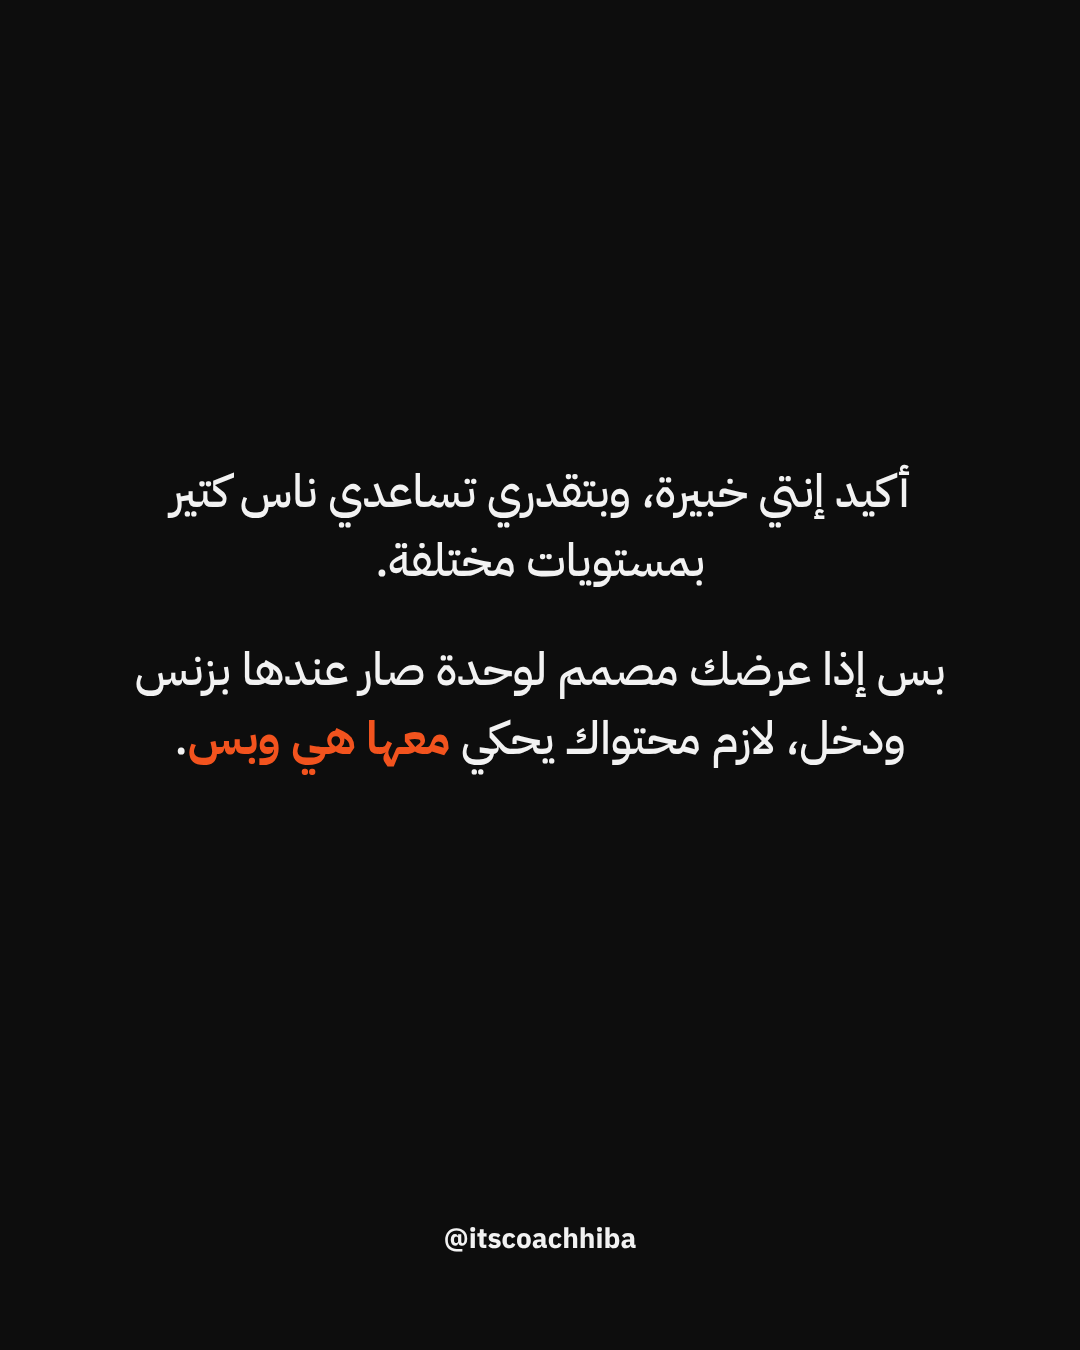 أكيد إنتي خبيرة، وبتقدري تساعدي ناس كتير
بمستويات مختلفة.
بس إذا عرضك مصمم لوحدة صار عندها بزنس
ودخل، لازم محتواك يحكي معها هي وبس.
@itscoachhiba